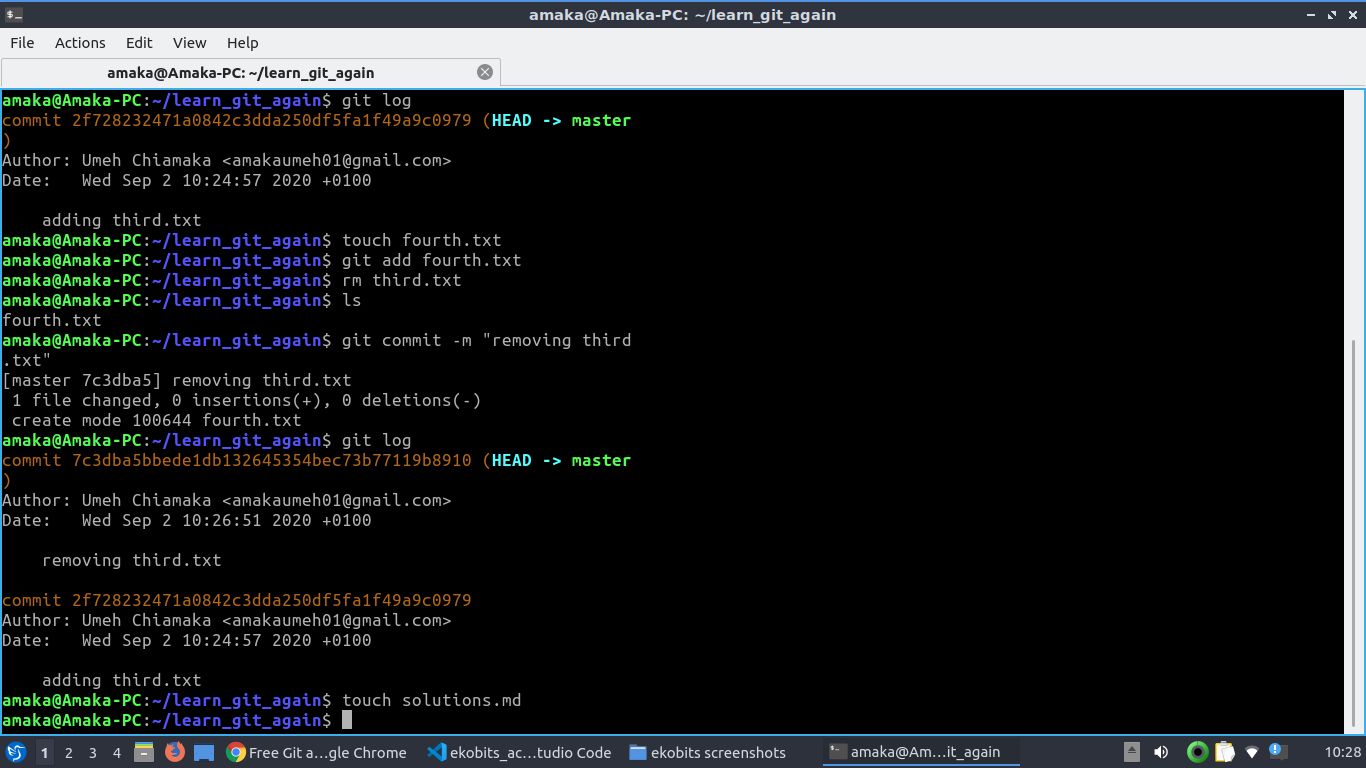 amaka@Amaka-PC: ~/learn_git_again
File Actions Edit View Help
amaka@Amaka-PC: ~/learn_git_again
amaka@Amaka-PC:~/learn_git_again$ git log
commit 2f728232471a0842c3dda250df5fa1f49a9c0979 (HEAD -> master
)
Author: Umeh Chiamaka <amakaumeh01@gmail.com>
Date:   Wed Sep 2 10:24:57 2020 +0100
    adding third.txt
amaka@Amaka-PC:~/learn_git_again$ touch fourth.txt
amaka@Amaka-PC:~/learn_git_again$ git add fourth.txt
amaka@Amaka-PC:~/learn_git_again$ rm third.txt
amaka@Amaka-PC:~/learn_git_again$ ls
fourth.txt
amaka@Amaka-PC:~/learn_git_again$ git commit -m "removing third
.txt"
[master 7c3dba5] removing third.txt
 1 file changed, 0 insertions(+), 0 deletions(-)
 create mode 100644 fourth.txt
amaka@Amaka-PC:~/learn_git_again$ git log
commit 7c3dba5bbede1db132645354bec73b77119b8910 (HEAD -> master
)
Author: Umeh Chiamaka <amakaumeh01@gmail.com>
Date:   Wed Sep 2 10:26:51 2020 +0100
    removing third.txt
commit 2f728232471a0842c3dda250df5fa1f49a9c0979
Author: Umeh Chiamaka <amakaumeh01@gmail.com>
Date:   Wed Sep 2 10:24:57 2020 +0100
    adding third.txt
amaka@Amaka-PC:~/learn_git_again$ touch solutions.md
amaka@Amaka-PC:~/learn_git_again$
1 2 3 4 Free Git a...gle Chrome ekobits_ac...tudio Code ekobits screenshots amaka@Am...it_again 10:28